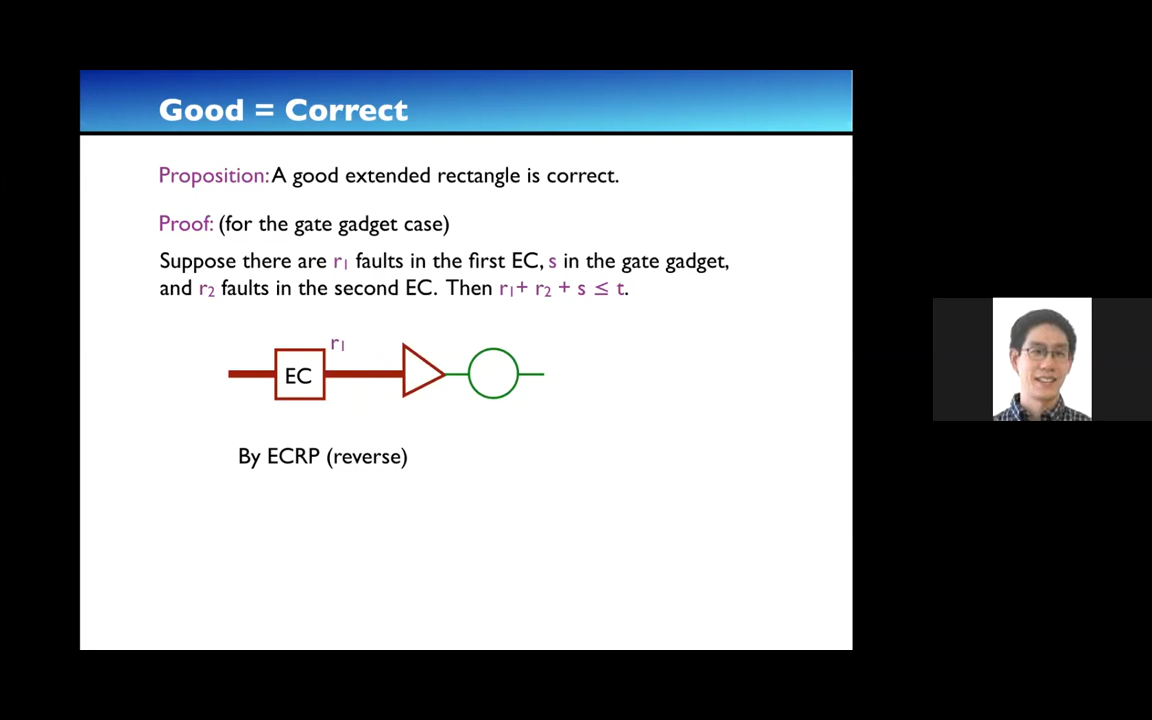 Good = Correct
Proposition: A good extended rectangle is correct.
Proof: (for the gate gadget case)
Suppose there are r₁ faults in the first EC, s in the gate gadget,
and r₂ faults in the second EC. Then r₁+ r₂ + s ≤ t.
r₁
EC
By ECRP (reverse)